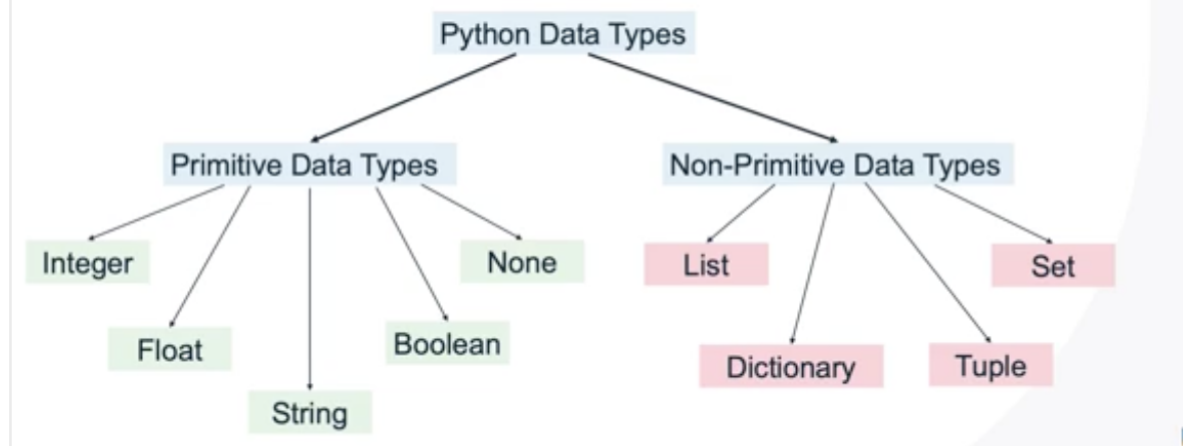 Python Data Types
Primitive Data Types
Non-Primitive Data Types
Integer
None
List
Set
Float
Boolean
Dictionary
Tuple
String